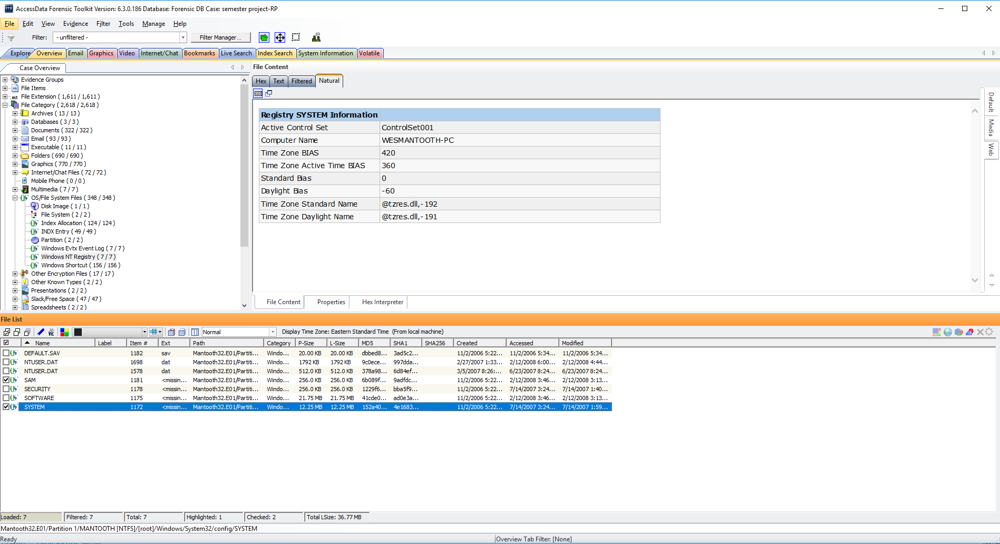 AccessData Forensic Toolkit Version: 6.3.0.186 Database: Forensic DB Case: semester project-RP
File Edit View Evidence Filter Tools Manage Help
Filter: - unfiltered - Filter Manager...
Explore Overview Email Graphics Video Internet/Chat Bookmarks Live Search Index Search System Information Volatile
Case Overview
Evidence Groups
File Items
File Extension ( 1,611 / 1,611 )
File Category ( 2,618 / 2,618 )
Archives ( 13 / 13 )
Databases ( 3 / 3 )
Documents ( 322 / 322 )
Email ( 93 / 93 )
Executable ( 11 / 11 )
Folders ( 690 / 690 )
Graphics ( 770 / 770 )
Internet/Chat Files ( 72 / 72 )
Mobile Phone ( 0 / 0 )
Multimedia ( 7 / 7 )
OS/File System Files ( 348 / 348 )
Disk Image ( 1 / 1 )
File System ( 2 / 2 )
Index Allocation ( 124 / 124 )
INDX Entry ( 49 / 49 )
Partition ( 2 / 2 )
Windows Evtx Event Log ( 7 / 7 )
Windows NT Registry ( 7 / 7 )
Windows Shortcut ( 156 / 156 )
Other Encryption Files ( 17 / 17 )
Other Known Types ( 2 / 2 )
Presentations ( 2 / 2 )
Slack/Free Space ( 47 / 47 )
Spreadsheets ( 2 / 2 )
File Content
Hex Text Filtered Natural
Registry SYSTEM Information
Active Control Set ControlSet001
Computer Name WESMANTOOTH-PC
Time Zone BIAS 420
Time Zone Active Time BIAS 360
Standard Bias 0
Daylight Bias -60
Time Zone Standard Name @tzres.dll,-192
Time Zone Daylight Name @tzres.dll,-191
Default
Media
Web
File Content Properties Hex Interpreter
File List
Normal Display Time Zone: Eastern Standard Time (From local machine)
Name Label Item # Ext Path Category P-Size L-Size MD5 SHA1 SHA256 Created Accessed Modified
DEFAULT.SAV 1182 sav Mantooth32.E01/Partiti... Windo... 20.00 KB 20.00 KB dbbed8... 3ad5c2... 11/2/2006 5:22... 11/2/2006 5:34... 11/2/2006 5:34...
NTUSER.DAT 1698 dat Mantooth32.E01/Partiti... Windo... 1792 KB 1792 KB 9c0ece... 997dda... 2/27/2007 1:33... 2/12/2008 6:00... 2/12/2008 4:44...
NTUSER.DAT 1578 dat Mantooth32.E01/Partiti... Windo... 512.0 KB 512.0 KB 378a98... 6d84ef... 3/5/2007 8:26:... 6/23/2007 8:24... 6/23/2007 8:24...
SAM 1181 <missin... Mantooth32.E01/Partiti... Windo... 256.0 KB 256.0 KB 6b089f... 9adfdc... 11/2/2006 5:22... 2/12/2008 3:46... 2/12/2008 3:13...
SECURITY 1178 <missin... Mantooth32.E01/Partiti... Windo... 256.0 KB 256.0 KB 1229f6... bba5f9... 11/2/2006 5:22... 7/14/2007 3:24... 7/14/2007 1:40...
SOFTWARE 1175 <missin... Mantooth32.E01/Partiti... Windo... 21.75 MB 21.75 MB 41cde0... ad0e3a... 11/2/2006 5:22... 2/12/2008 3:46... 2/12/2008 3:13...
SYSTEM 1172 <missin... Mantooth32.E01/Partiti... Windo... 12.25 MB 12.25 MB 152a40... 4e1683... 11/2/2006 5:22... 7/14/2007 3:24... 7/14/2007 1:59...
Loaded: 7 Filtered: 7 Total: 7 Highlighted: 1 Checked: 2 Total LSize: 36.77 MB
Mantooth32.E01/Partition 1/MANTOOTH [NTFS]/[root]/Windows/System32/config/SYSTEM
Ready Overview Tab Filter: [None]